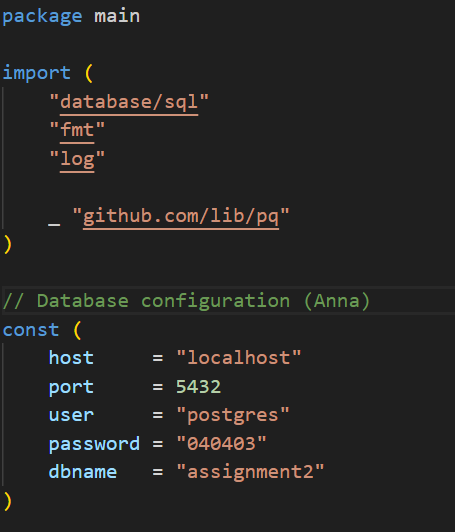 package main
import (
"database/sql"
"fmt"
"log"
_ "github.com/lib/pq"
)
// Database configuration (Anna)
const (
host = "localhost"
port = 5432
user = "postgres"
password = "040403"
dbname = "assignment2"
)